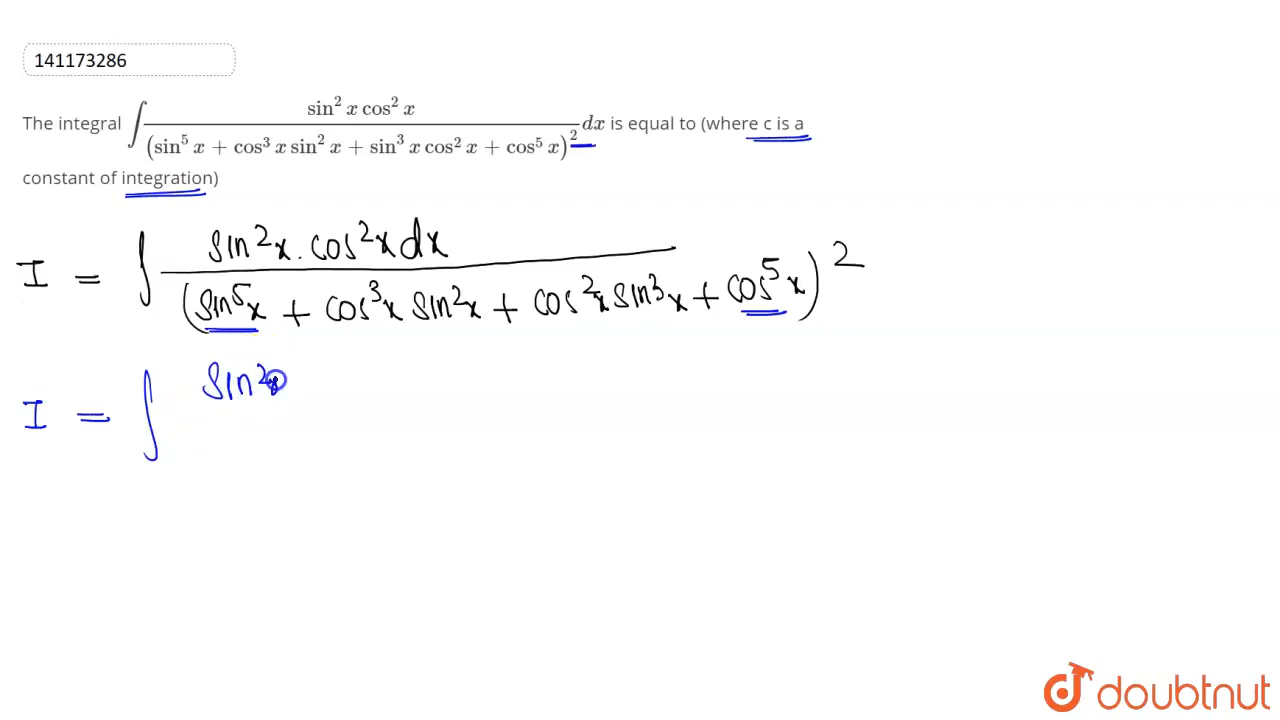 141173286
The integral ∫ sin² x cos² x / (sin⁵ x + cos³ x sin² x + sin³ x cos² x + cos⁵ x)² dx is equal to (where c is a
constant of integration)
I = ∫ sin²x . cos²x dx / (sin⁵x + cos³x sin²x + cos²x sin³x + cos⁵x)²
I = ∫ sin²x
doubtnut